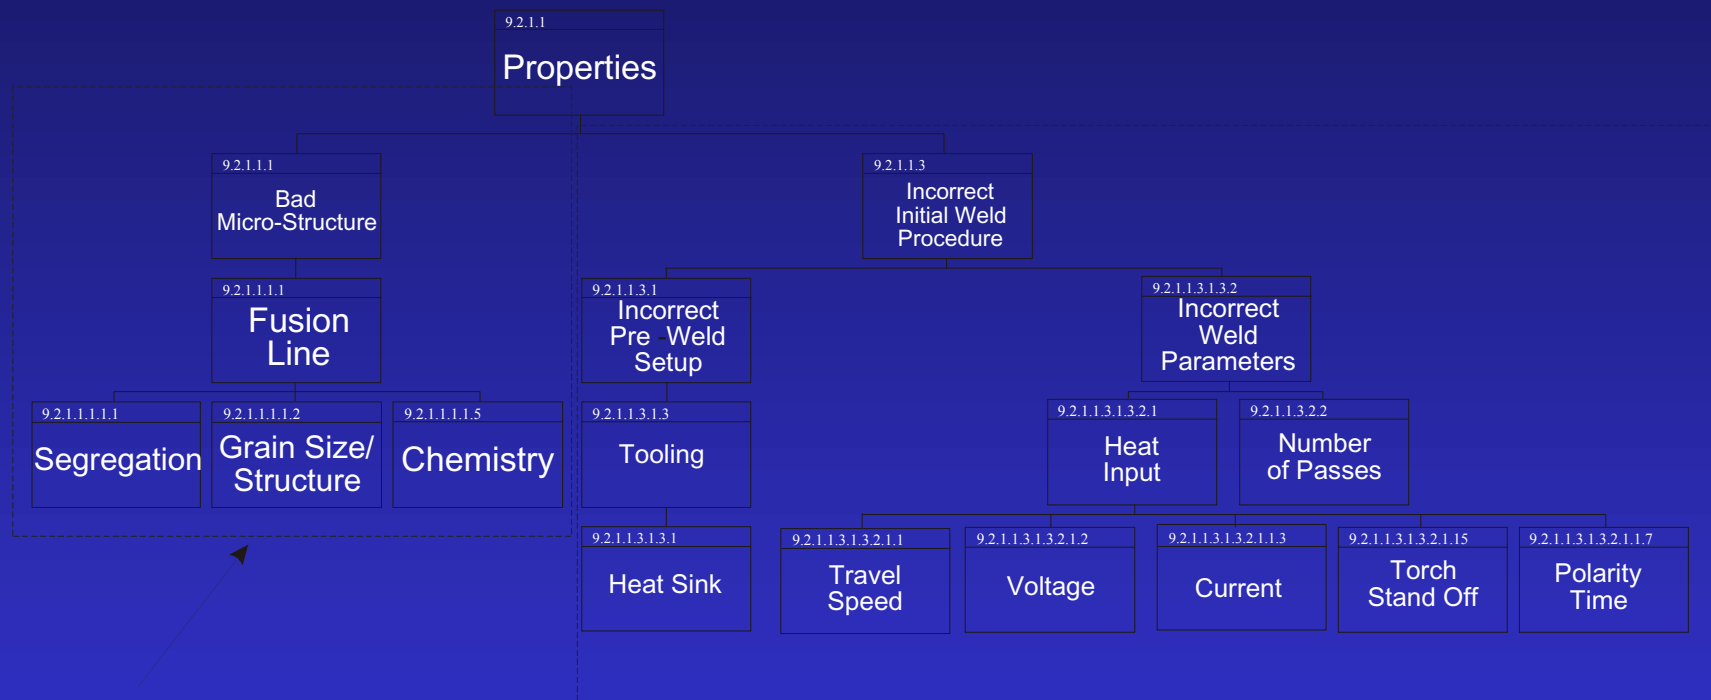 9.2.1.1
Properties
9.2.1.1.1
Bad
Micro-Structure
9.2.1.1.3
Incorrect
Initial Weld
Procedure
9.2.1.1.1.1
Fusion
Line
9.2.1.1.3.1
Incorrect
Pre -Weld
Setup
9.2.1.1.3.1.3.2
Incorrect
Weld
Parameters
9.2.1.1.1.1.1
Segregation
9.2.1.1.1.1.2
Grain Size/
Structure
9.2.1.1.1.1.5
Chemistry
9.2.1.1.3.1.3
Tooling
9.2.1.1.3.1.3.2.1
Heat
Input
9.2.1.1.3.2.2
Number
of Passes
9.2.1.1.3.1.3.1
Heat Sink
9.2.1.1.3.1.3.2.1.1
Travel
Speed
9.2.1.1.3.1.3.2.1.2
Voltage
9.2.1.1.3.1.3.2.1.1.3
Current
9.2.1.1.3.1.3.2.1.15
Torch
Stand Off
9.2.1.1.3.1.3.2.1.1.7
Polarity
Time